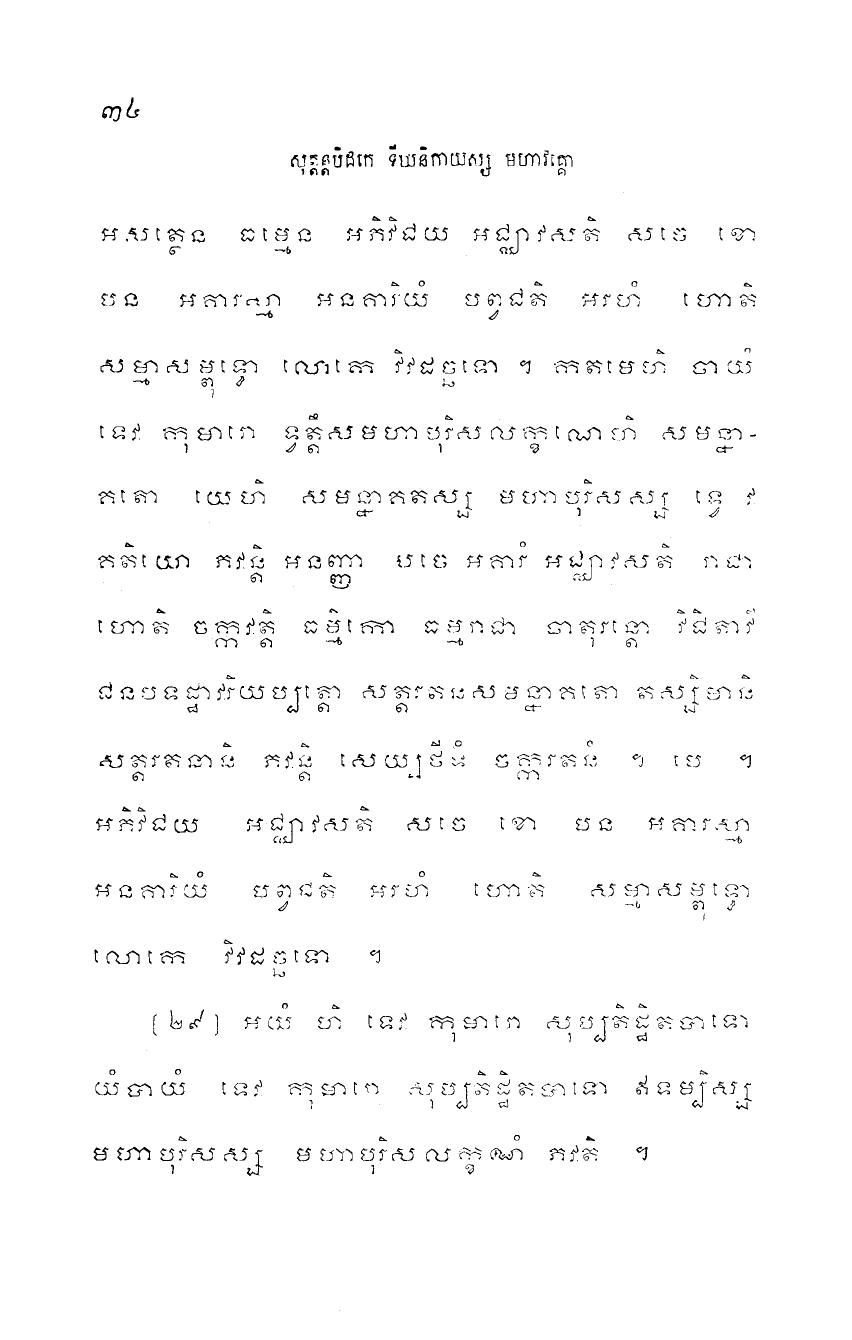 ៣៤
សុត្តន្តបិដកេ ទីឃនិកាយស្ស មហាវគ្គោ
អសត្ថេន ធម្មេន អភិវិជយ អជ្ឈាវសតិ សចេ ខោ
បន អគារស្មា អនគារិយំ បព្វជតិ អរហំ ហោតិ
សម្មាសម្ពុទ្ធោ លោកេ វិវដច្ឆទោ ។ កតមេហិ ចាយំ
ទេវ កុមារោ ទ្វត្តឹសមហាបុរិសលក្ខណេហិ សមន្នា-
គតោ យេហិ សមន្នាគតស្ស មហាបុរិសស្ស ទ្វេ វ
គតិយោ ភវន្តិ អនញ្ញា សចេ អគារំ អជ្ឈាវសតិ រាជា
ហោតិ ចក្កវត្តិ ធម្មិកោ ធម្មរាជា ចាតុរន្តោ វិជិតាវី
ជនបទដ្ឋាវរិយប្បត្តោ សត្តរតនសមន្នាគតោ តស្សិមានិ
សត្តរតនានិ ភវន្តិ សេយ្យថីទំ ចក្ករតនំ ។ បេ ។
អភិវិជយ អជ្ឈាវសតិ សចេ ខោ បន អគារស្មា
អនគារិយំ បព្វជតិ អរហំ ហោតិ សម្មាសម្ពុទ្ធោ
លោកេ វិវដច្ឆទោ ។
[២៩] អយំ ហិ ទេវ កុមារោ សុប្បតិដ្ឋិតបាទោ
យំបាយំ ទេវ កុមារោ សុប្បតិដ្ឋិតបាទោ ឥទម្បិស្ស
មហាបុរិសស្ស មហាបុរិសលក្ខណំ ភវតិ ។